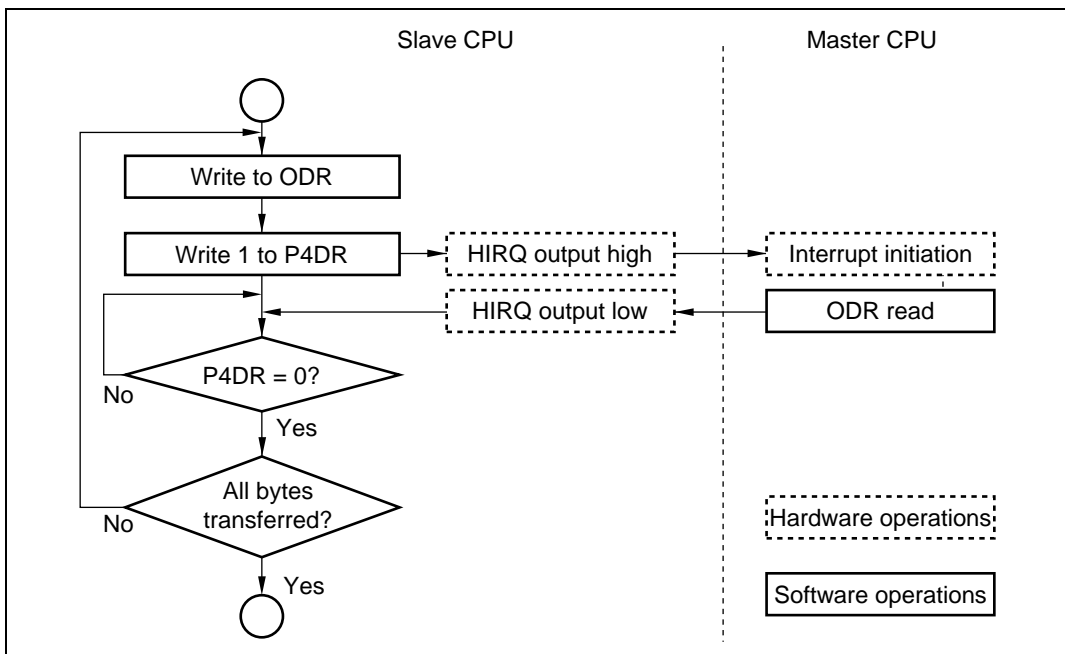 Slave CPU
Master CPU
Write to ODR
Write 1 to P4DR
HIRQ output high
Interrupt initiation
HIRQ output low
ODR read
P4DR = 0?
No
Yes
All bytes
transferred?
No
Yes
Hardware operations
Software operations